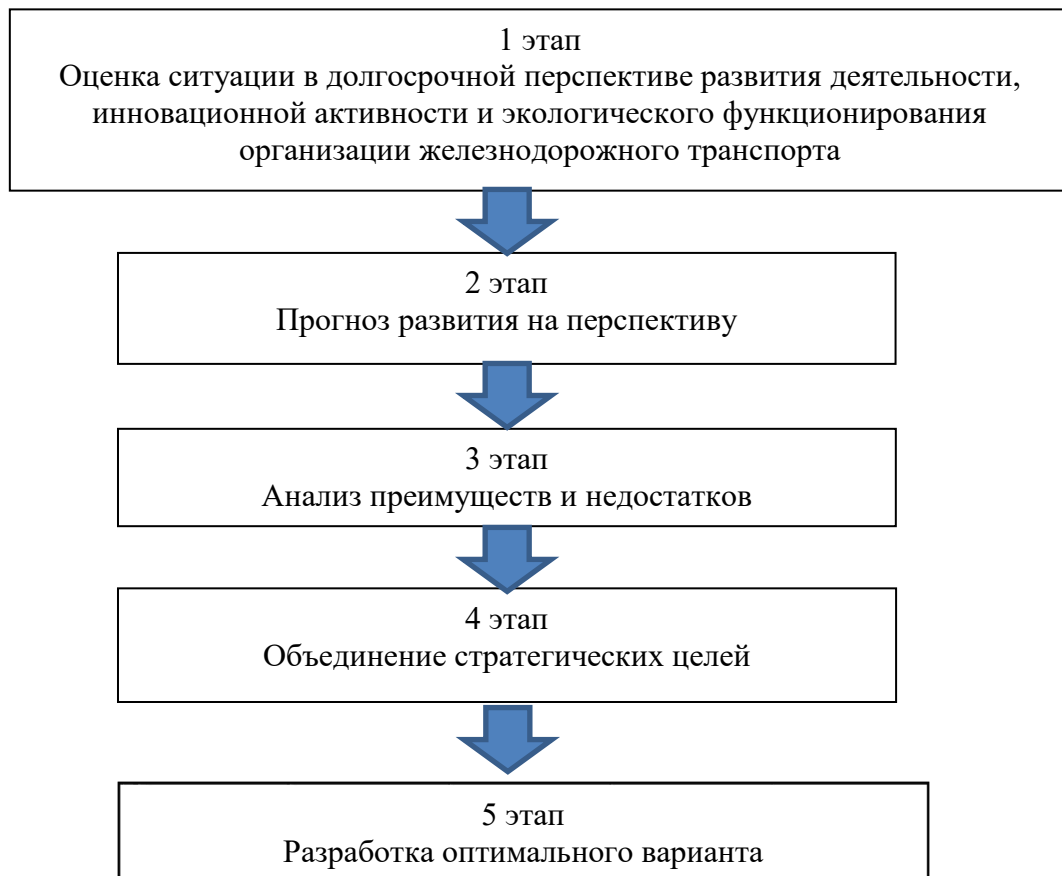 1 этап
Оценка ситуации в долгосрочной перспективе развития деятельности,
инновационной активности и экологического функционирования
организации железнодорожного транспорта
2 этап
Прогноз развития на перспективу
3 этап
Анализ преимуществ и недостатков
4 этап
Объединение стратегических целей
5 этап
Разработка оптимального варианта